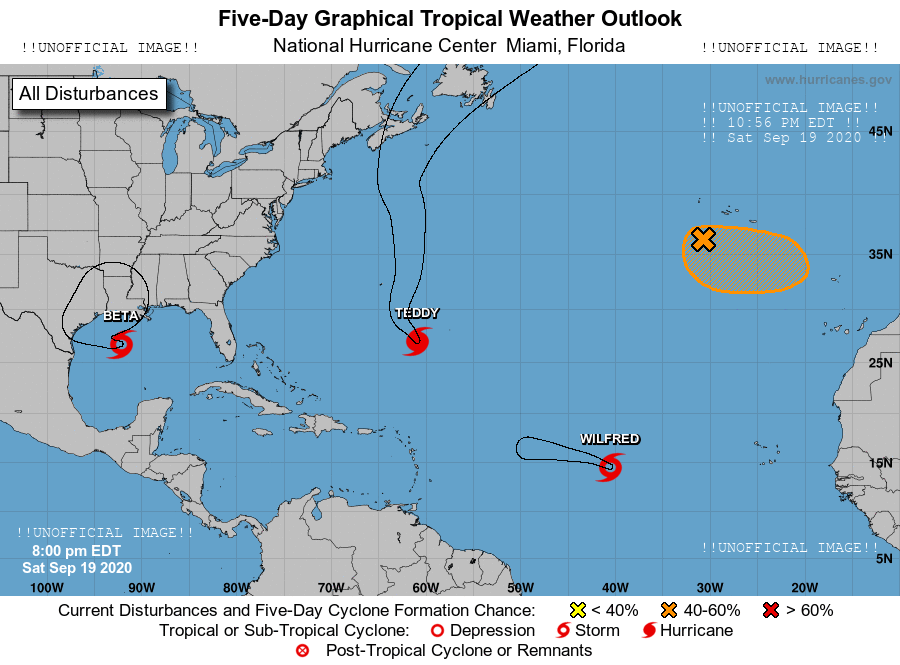 Five-Day Graphical Tropical Weather Outlook
!!UNOFFICIAL IMAGE!! National Hurricane Center Miami, Florida !!UNOFFICIAL IMAGE!!
www.hurricanes.gov
All Disturbances
!!UNOFFICIAL IMAGE!!
!! 10:56 PM EDT !!
!! Sat Sep 19 2020 !!
45N
35N
BETA
TEDDY
25N
WILFRED
15N
!!UNOFFICIAL IMAGE!!
8:00 pm EDT
Sat Sep 19 2020
!!UNOFFICIAL IMAGE!!
5N
100W 90W 80W 70W 60W 50W 40W 30W 20W
Current Disturbances and Five-Day Cyclone Formation Chance: < 40% 40-60% > 60%
Tropical or Sub-Tropical Cyclone: Depression Storm Hurricane
Post-Tropical Cyclone or Remnants